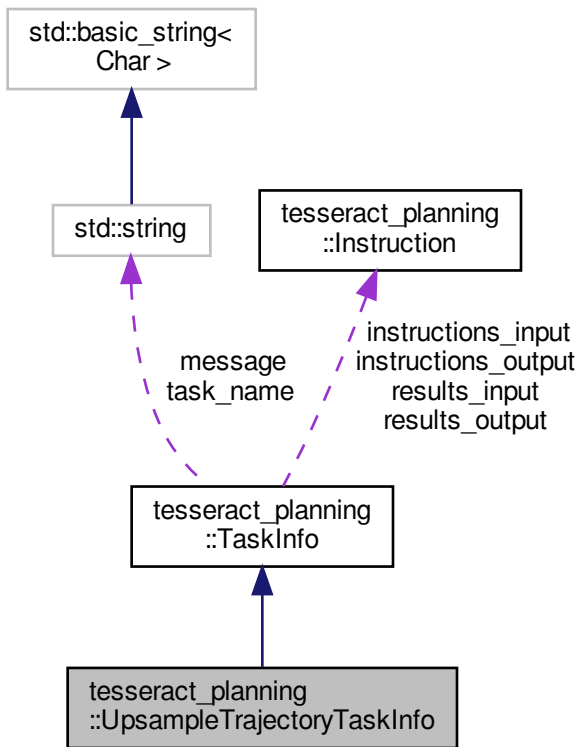 std::basic_string<
Char >
std::string
tesseract_planning
::Instruction
message
task_name
instructions_input
instructions_output
results_input
results_output
tesseract_planning
::TaskInfo
tesseract_planning
::UpsampleTrajectoryTaskInfo